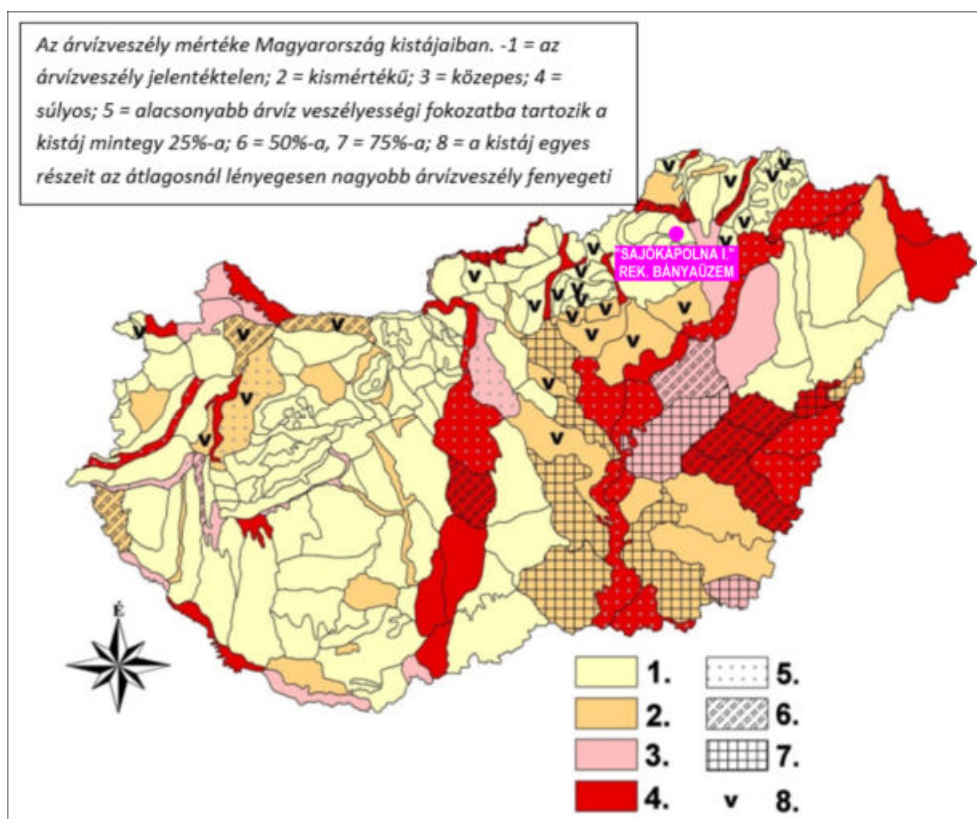 Az árvízveszély mértéke Magyarország kistájaiban. -1 = az
árvízveszély jelentéktelen; 2 = kismértékű; 3 = közepes; 4 =
súlyos; 5 = alacsonyabb árvíz veszélyességi fokozatba tartozik a
kistáj mintegy 25%-a; 6 = 50%-a, 7 = 75%-a; 8 = a kistáj egyes
részeit az átlagosnál lényegesen nagyobb árvízveszély fenyegeti
"SAJÓKÁPOLNA I."
REK. BÁNYAÜZEM
É
1. 5.
2. 6.
3. 7.
4. v 8.